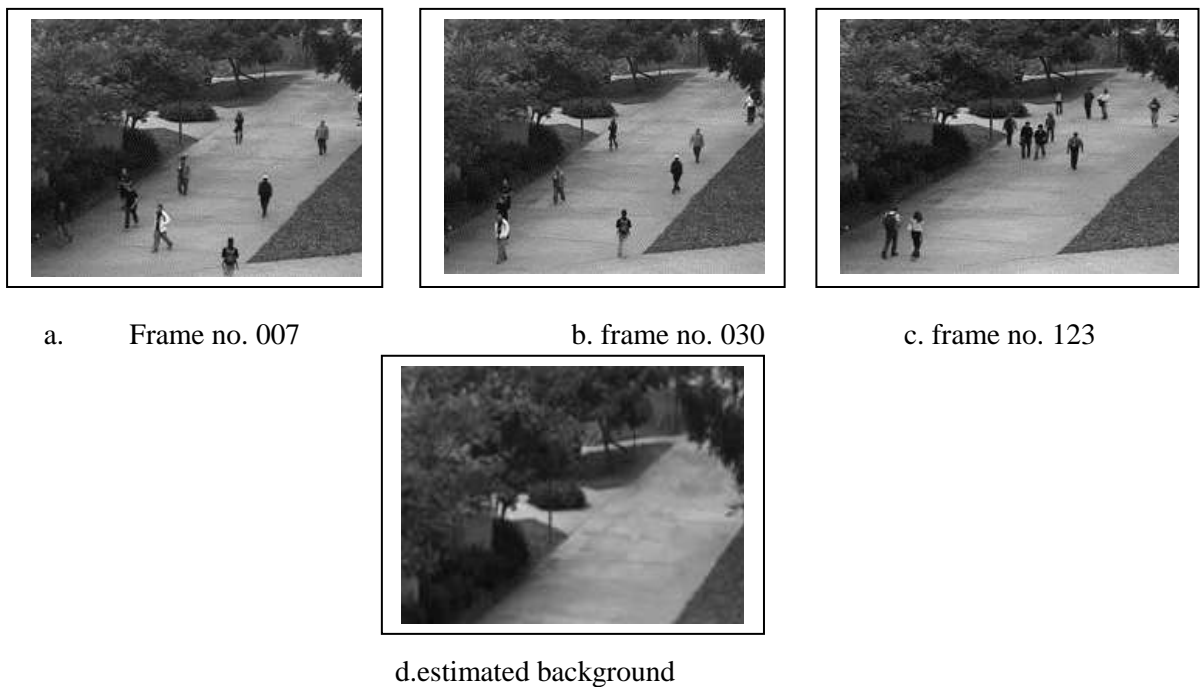 a. Frame no. 007
b. frame no. 030
c. frame no. 123
d.estimated background